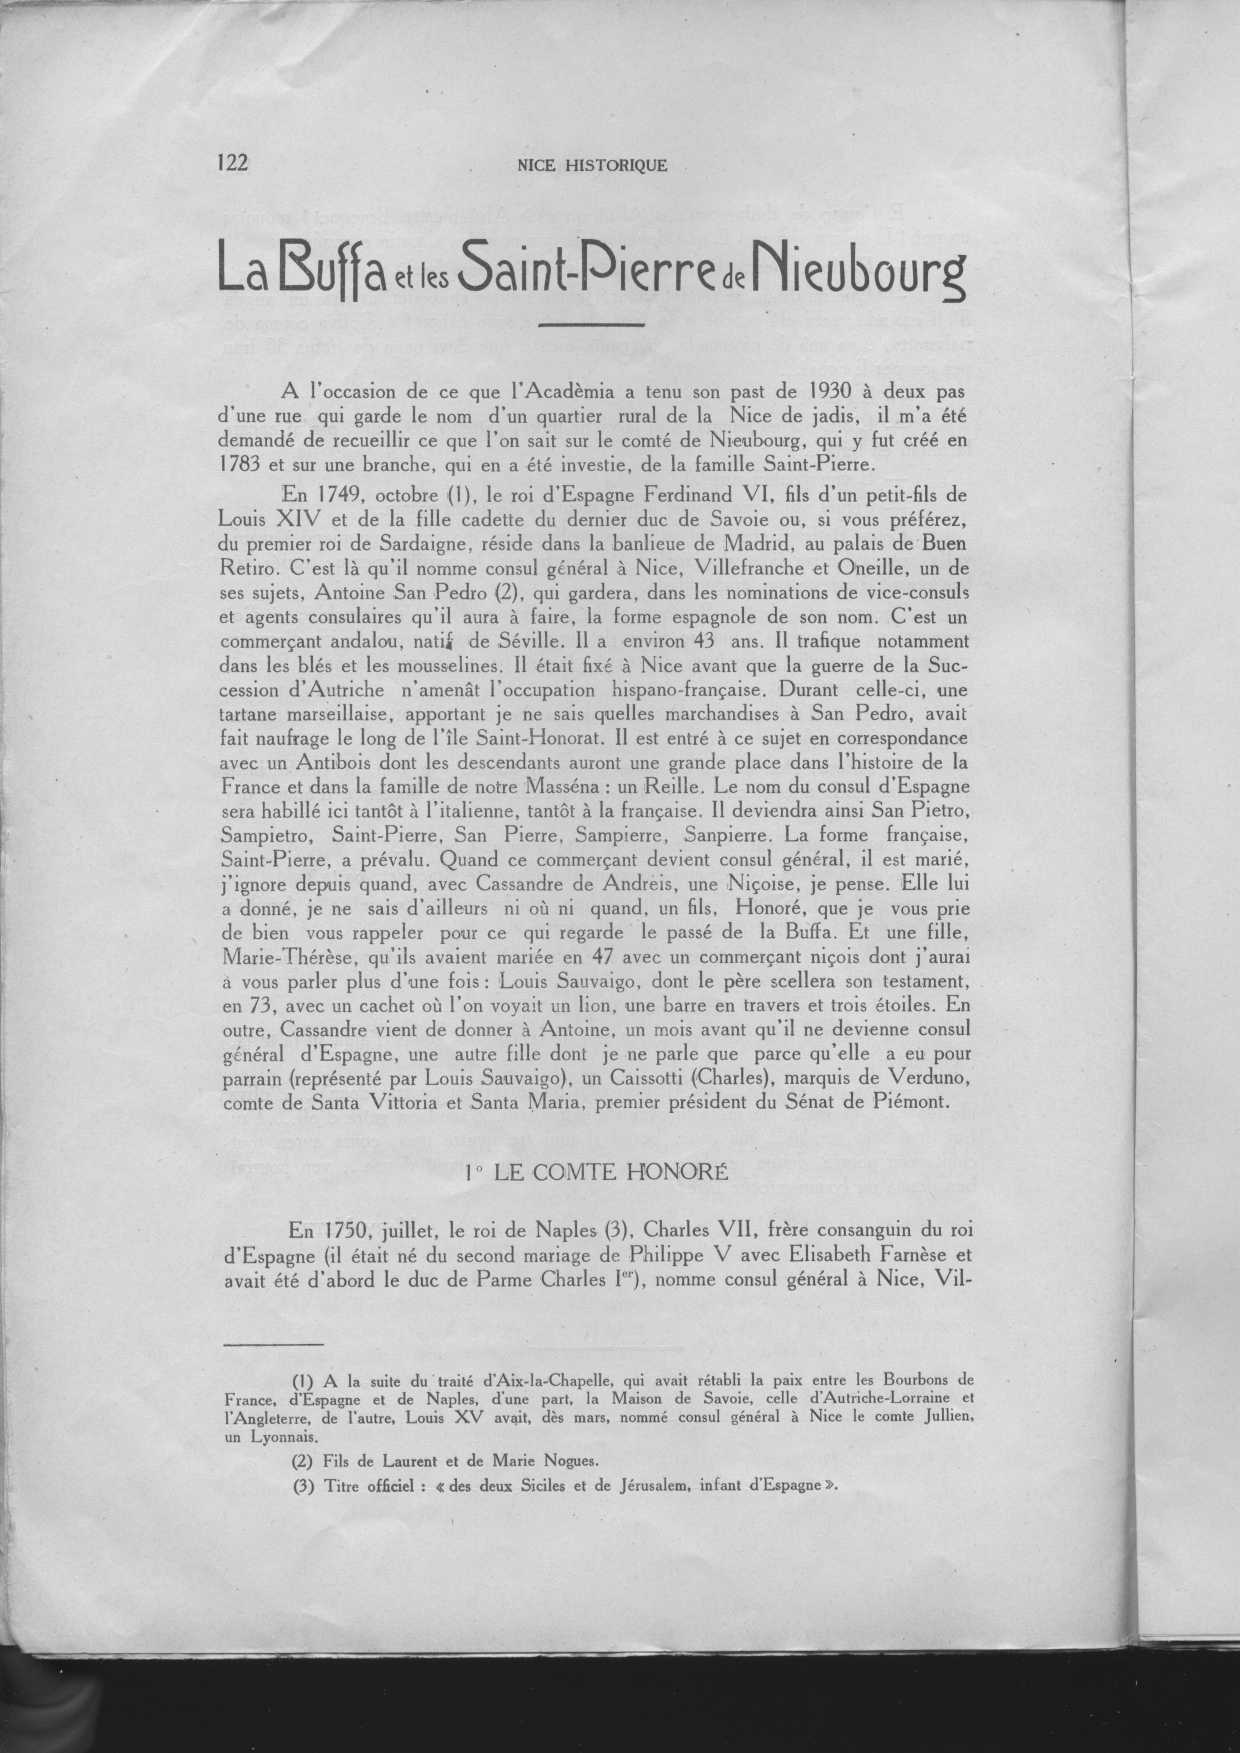 122
NICE HISTORIQUE
La Buffa et les Saint-Pierre de Nieubourg
A l'occasion de ce que l'Acadèmia a tenu son past de 1930 à deux pas
d'une rue qui garde le nom d'un quartier rural de la Nice de jadis, il m'a été
demandé de recueillir ce que l'on sait sur le comté de Nieubourg, qui y fut créé en
1783 et sur une branche, qui en a été investie, de la famille Saint-Pierre.
En 1749, octobre (1), le roi d'Espagne Ferdinand VI, fils d'un petit-fils de
Louis XIV et de la fille cadette du dernier duc de Savoie ou, si vous préférez,
du premier roi de Sardaigne, réside dans la banlieue de Madrid, au palais de Buen
Retiro. C'est là qu'il nomme consul général à Nice, Villefranche et Oneille, un de
ses sujets, Antoine San Pedro (2), qui gardera, dans les nominations de vice-consuls
et agents consulaires qu'il aura à faire, la forme espagnole de son nom. C'est un
commerçant andalou, natif de Séville. Il a environ 43 ans. Il trafique notamment
dans les blés et les mousselines. Il était fixé à Nice avant que la guerre de la Suc-
cession d'Autriche n'amenât l'occupation hispano-française. Durant celle-ci, une
tartane marseillaise, apportant je ne sais quelles marchandises à San Pedro, avait
fait naufrage le long de l'île Saint-Honorat. Il est entré à ce sujet en correspondance
avec un Antibois dont les descendants auront une grande place dans l'histoire de la
France et dans la famille de notre Masséna : un Reille. Le nom du consul d'Espagne
sera habillé ici tantôt à l'italienne, tantôt à la française. Il deviendra ainsi San Pietro,
Sampietro, Saint-Pierre, San Pierre, Sampierre, Sanpierre. La forme française,
Saint-Pierre, a prévalu. Quand ce commerçant devient consul général, il est marié,
j'ignore depuis quand, avec Cassandre de Andréis, une Niçoise, je pense. Elle lui
a donné, je ne sais d'ailleurs ni où ni quand, un fils, Honoré, que je vous prie
de bien vous rappeler pour ce qui regarde le passé de la Buffa. Et une fille,
Marie-Thérèse, qu'ils avaient mariée en 47 avec un commerçant niçois dont j'aurai
à vous parler plus d'une fois : Louis Sauvaigo, dont le père scellera son testament,
en 73, avec un cachet où l'on voyait un lion, une barre en travers et trois étoiles. En
outre, Cassandre vient de donner à Antoine, un mois avant qu'il ne devienne consul
général d'Espagne, une autre fille dont je ne parle que parce qu'elle a eu pour
parrain (représenté par Louis Sauvaigo), un Caissotti (Charles), marquis de Verduno,
comte de Santa Vittoria et Santa Maria, premier président du Sénat de Piémont.
1° LE COMTE HONORÉ
En 1750, juillet, le roi de Naples (3), Charles VII, frère consanguin du roi
d'Espagne (il était né du second mariage de Philippe V avec Elisabeth Farnèse et
avait été d'abord le duc de Parme Charles Ier), nomme consul général à Nice, Vil-
(1) A la suite du traité d'Aix-la-Chapelle, qui avait rétabli la paix entre les Bourbons de
France, d'Espagne et de Naples, d'une part, la Maison de Savoie, celle d'Autriche-Lorraine et
l'Angleterre, de l'autre, Louis XV avait, dès mars, nommé consul général à Nice le comte Jullien,
un Lyonnais.
(2) Fils de Laurent et de Marie Nogues.
(3) Titre officiel : « des deux Siciles et de Jérusalem, infant d'Espagne ».